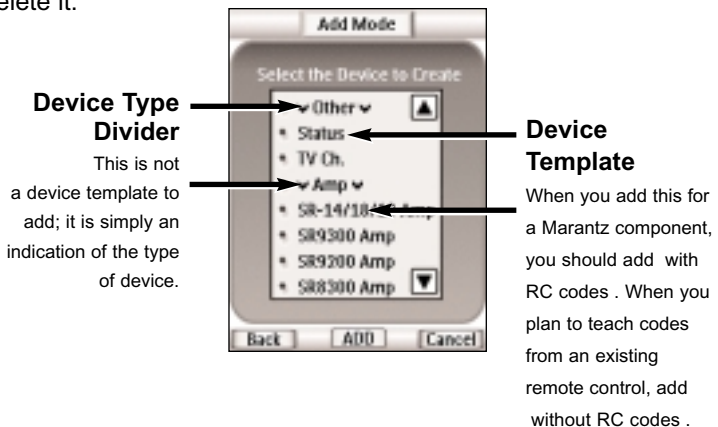 elete it.
Add Mode
Select the Device to Create
Other
Status
TV Ch.
Amp
SR-14/18/ Amp
SR9300 Amp
SR9200 Amp
SR8300 Amp
Back
ADD
Cancel
Device Type
Divider
This is not
a device template to
add; it is simply an
indication of the type
of device.
Device
Template
When you add this for
a Marantz component,
you should add with
RC codes . When you
plan to teach codes
from an existing
remote control, add
without RC codes .